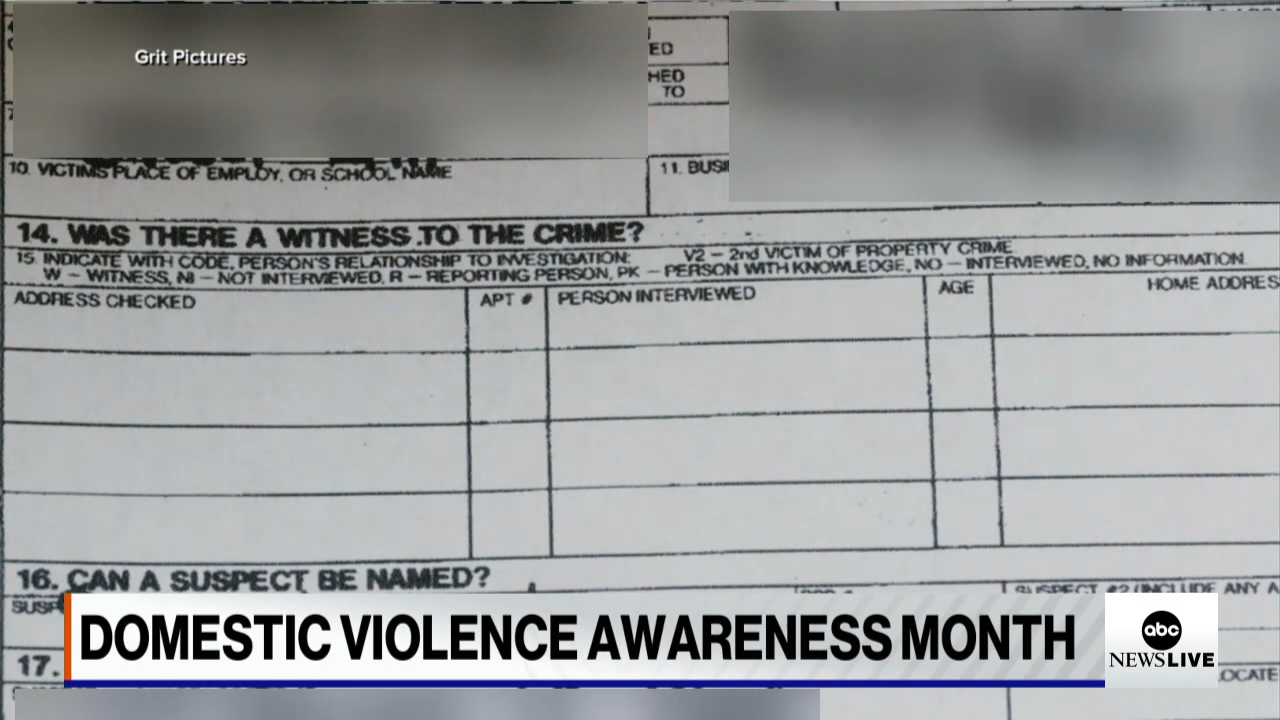 Grit Pictures
ED
HED
TO
10. VICTIMS PLACE OF EMPLOY, OR SCHOOL NAME
11. BUSI
14. WAS THERE A WITNESS TO THE CRIME?
15 INDICATE WITH CODE, PERSON'S RELATIONSHIP TO INVESTIGATION: V2 – 2nd VICTIM OF PROPERTY CRIME
W – WITNESS, NI – NOT INTERVIEWED, R – REPORTING PERSON, PK – PERSON WITH KNOWLEDGE, NO – INTERVIEWED, NO INFORMATION.
ADDRESS CHECKED
APT #
PERSON INTERVIEWED
AGE
HOME ADDRES
16. CAN A SUSPECT BE NAMED?
SUSP
SUSPECT #2 (INCLUDE ANY A
DOMESTIC VIOLENCE AWARENESS MONTH
abc
NEWSLIVE
17.
LOCATE